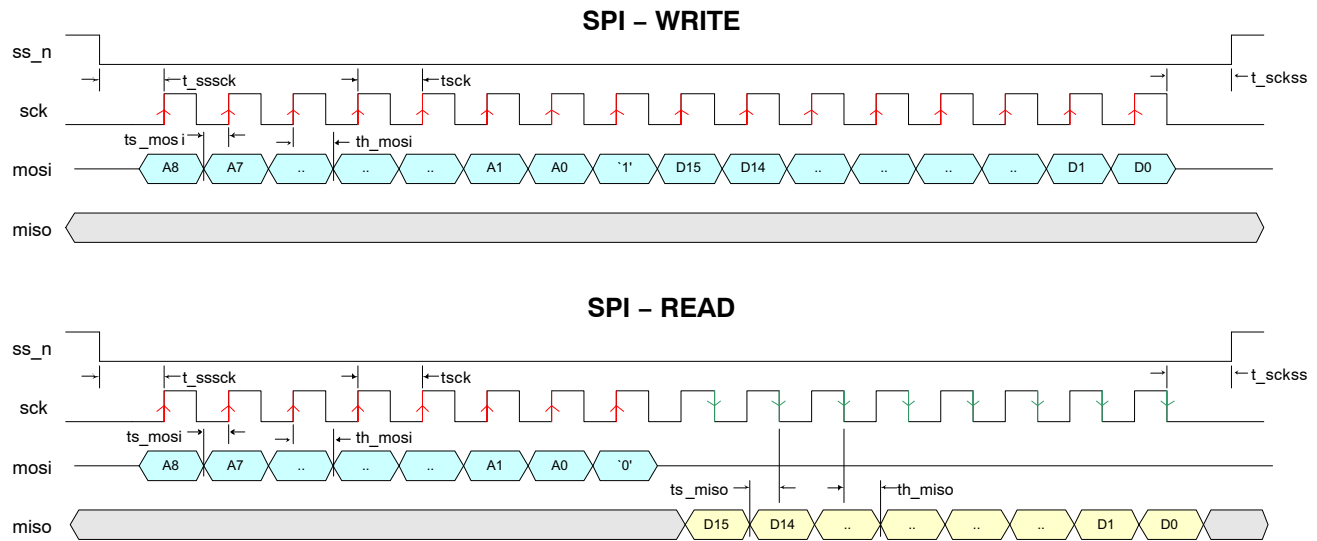 SPI – WRITE
ss_n
t_sssck tsck t_sckss
sck
ts_mosi th_mosi
mosi A8 A7 .. .. .. A1 A0 `1' D15 D14 .. .. .. .. D1 D0
miso
SPI – READ
ss_n
t_sssck tsck t_sckss
sck
ts_mosi th_mosi
mosi A8 A7 .. .. .. A1 A0 `0'
ts_miso th_miso
miso D15 D14 .. .. .. .. D1 D0